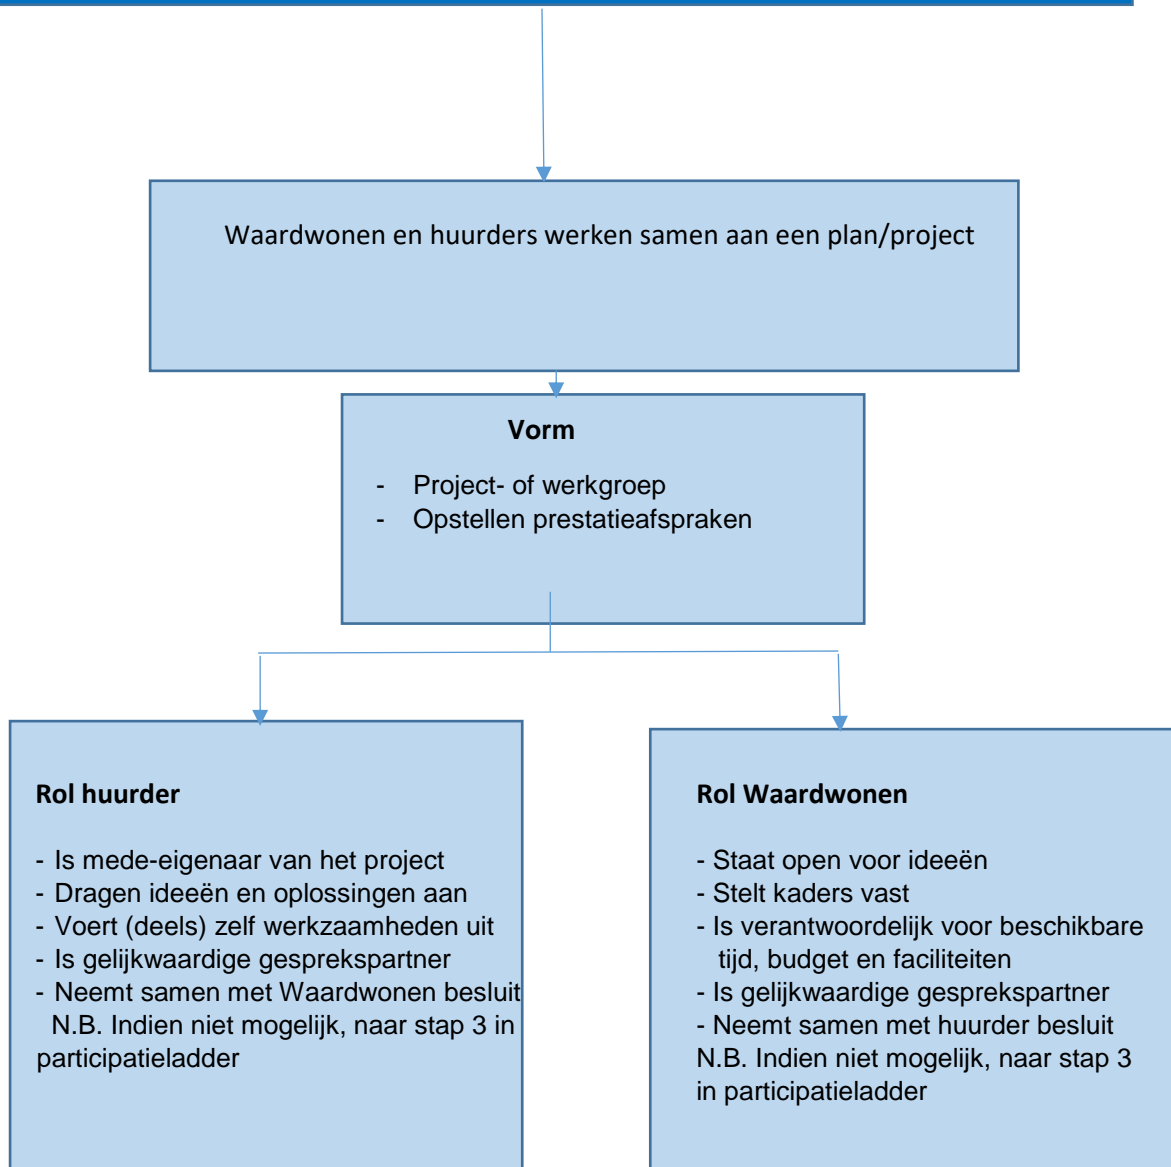 Waardwonen en huurders werken samen aan een plan/project
Vorm
- Project- of werkgroep
- Opstellen prestatieafspraken
Rol huurder
- Is mede-eigenaar van het project
- Dragen ideeën en oplossingen aan
- Voert (deels) zelf werkzaamheden uit
- Is gelijkwaardige gesprekspartner
- Neemt samen met Waardwonen besluit
N.B. Indien niet mogelijk, naar stap 3 in
participatieladder
Rol Waardwonen
- Staat open voor ideeën
- Stelt kaders vast
- Is verantwoordelijk voor beschikbare
tijd, budget en faciliteiten
- Is gelijkwaardige gesprekspartner
- Neemt samen met huurder besluit
N.B. Indien niet mogelijk, naar stap 3
in participatieladder